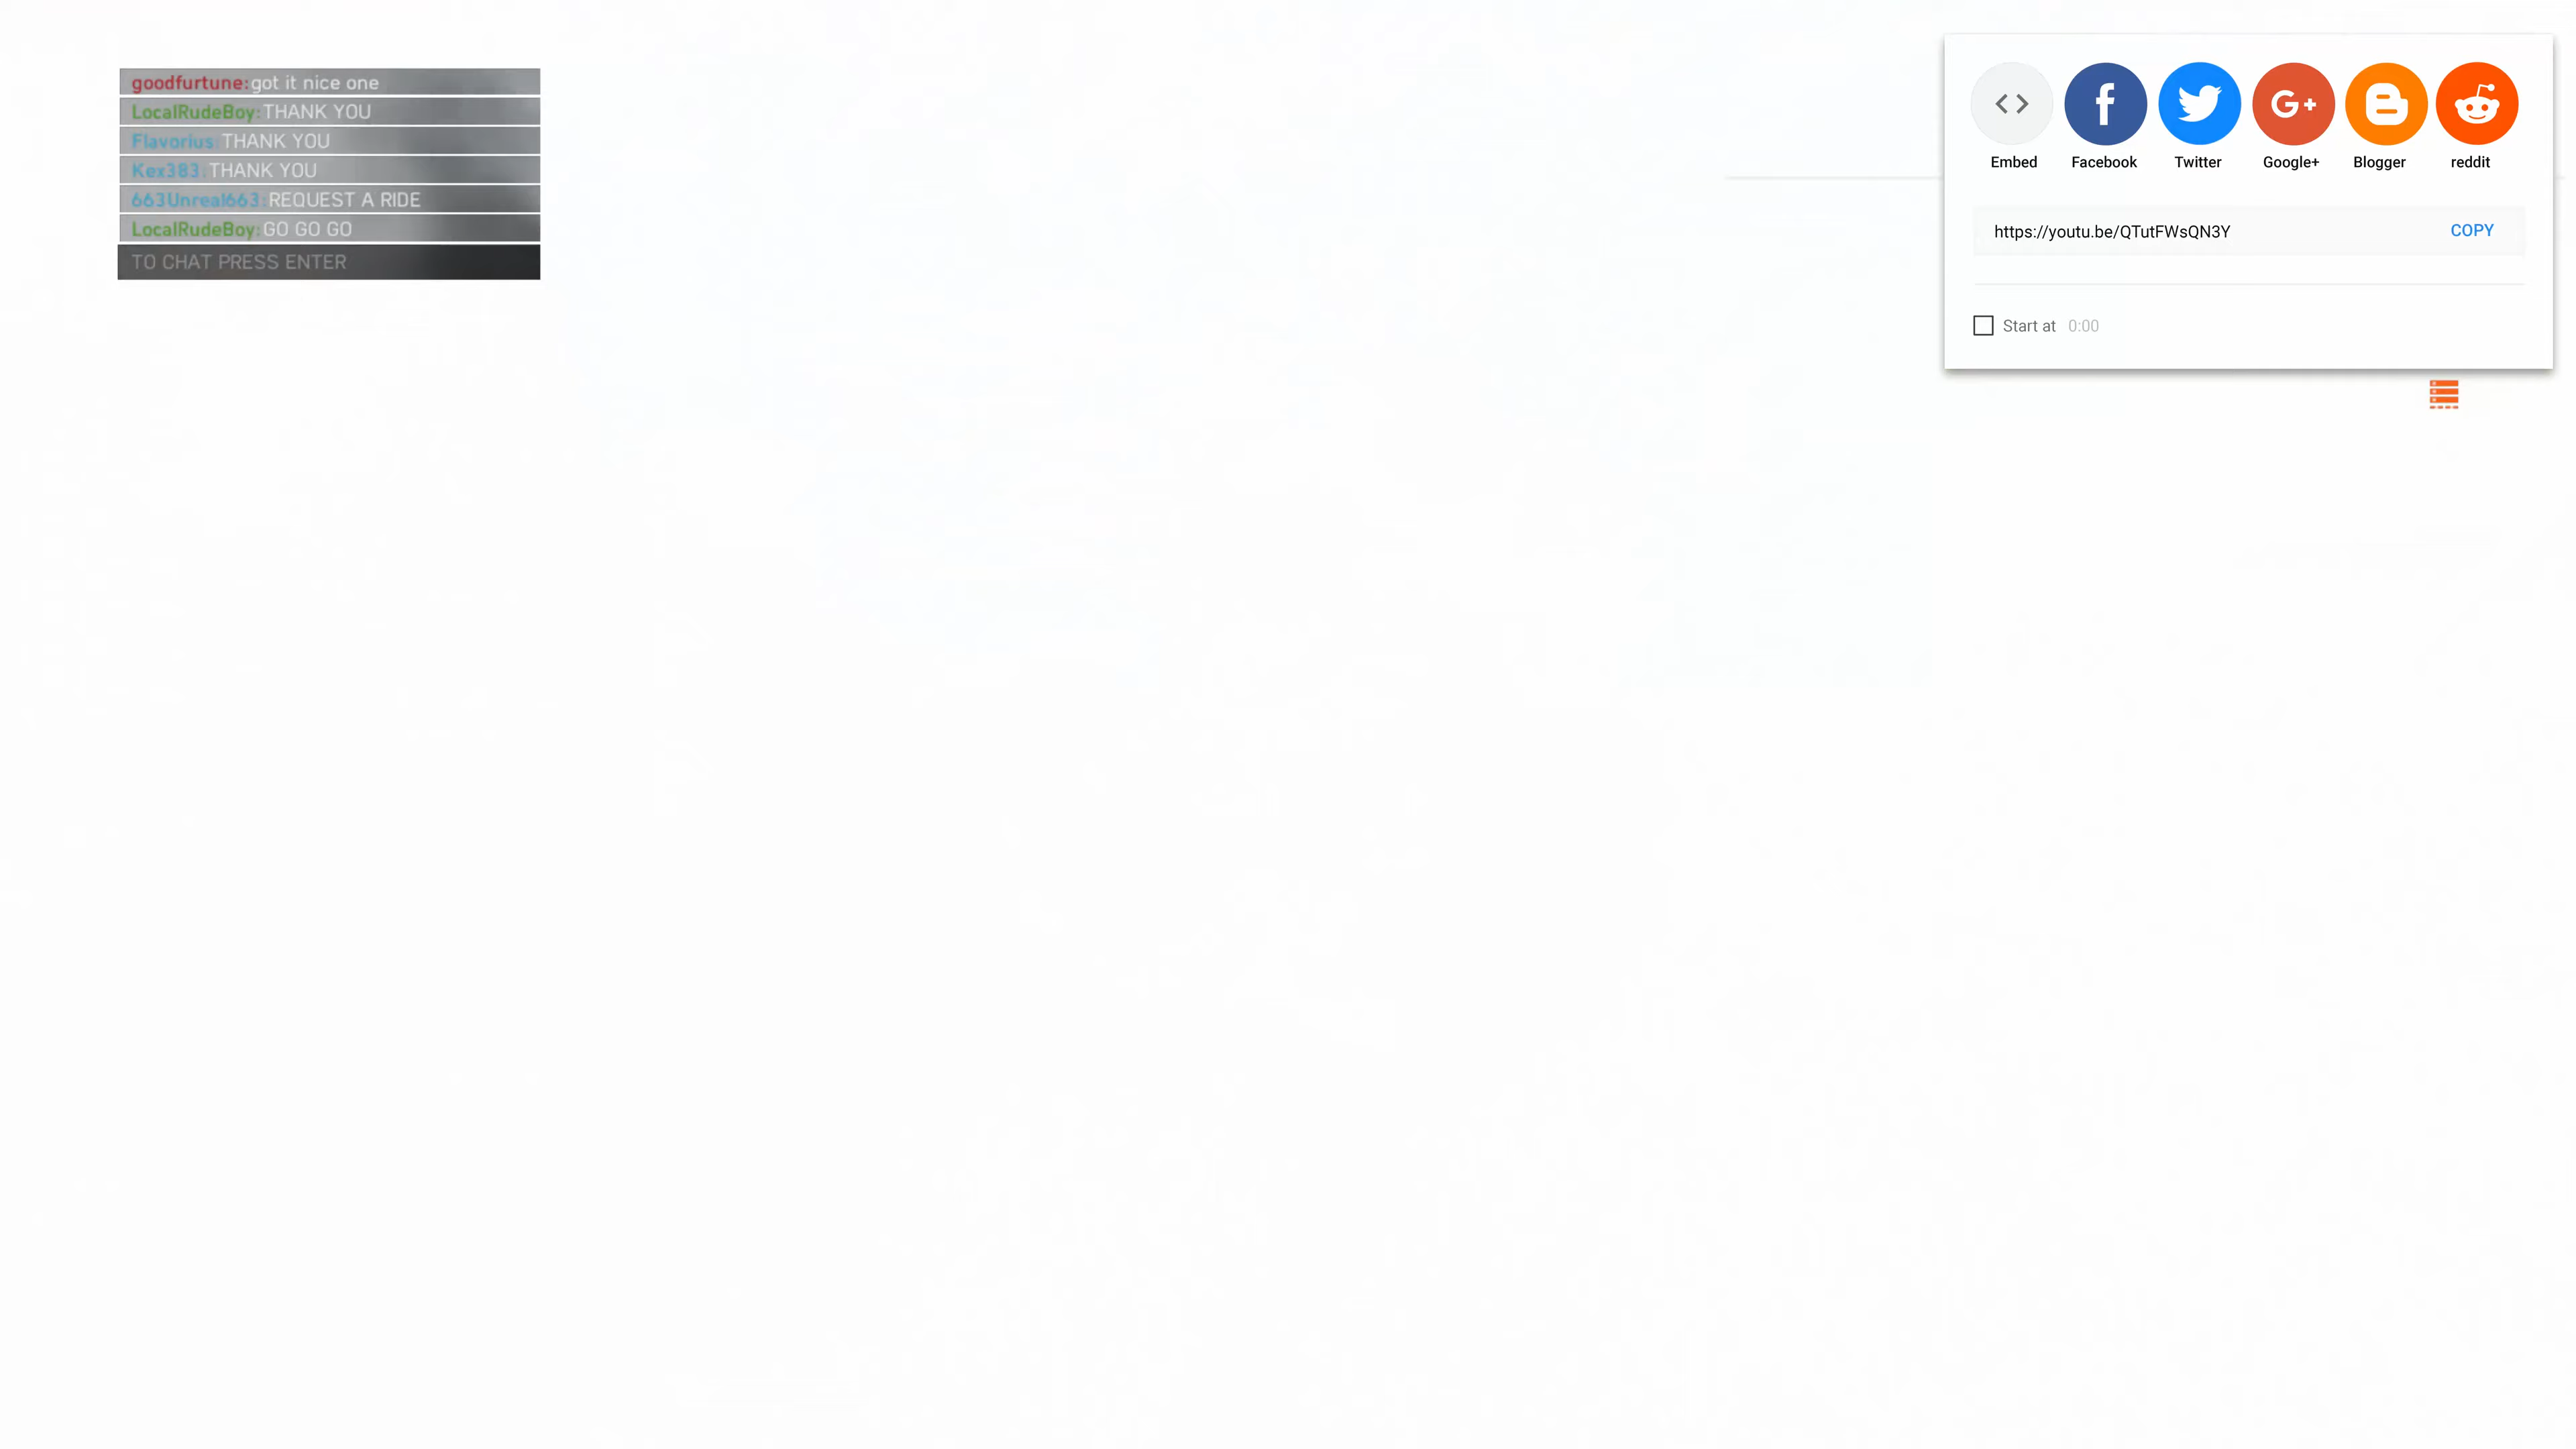 goodfurtune: got it nice one
LocalRudeBoy: THANK YOU
Flavorius: THANK YOU
Kex383: THANK YOU
663Unreal663: REQUEST A RIDE
LocalRudeBoy: GO GO GO
TO CHAT PRESS ENTER
Embed Facebook Twitter Google+ Blogger reddit
https://youtu.be/QTutFWsQN3Y COPY
Start at 0:00